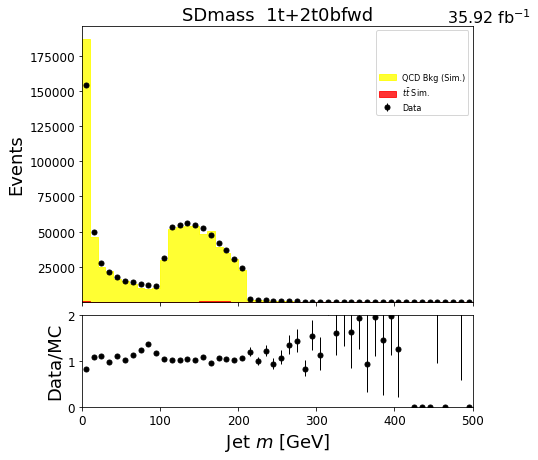 SDmass 1t+2t0bfwd
35.92 fb⁻¹
QCD Bkg (Sim.)
tt̄ Sim.
Data
Events
175000
150000
125000
100000
75000
50000
25000
Data/MC
2
1
0
0 100 200 300 400 500
Jet m [GeV]